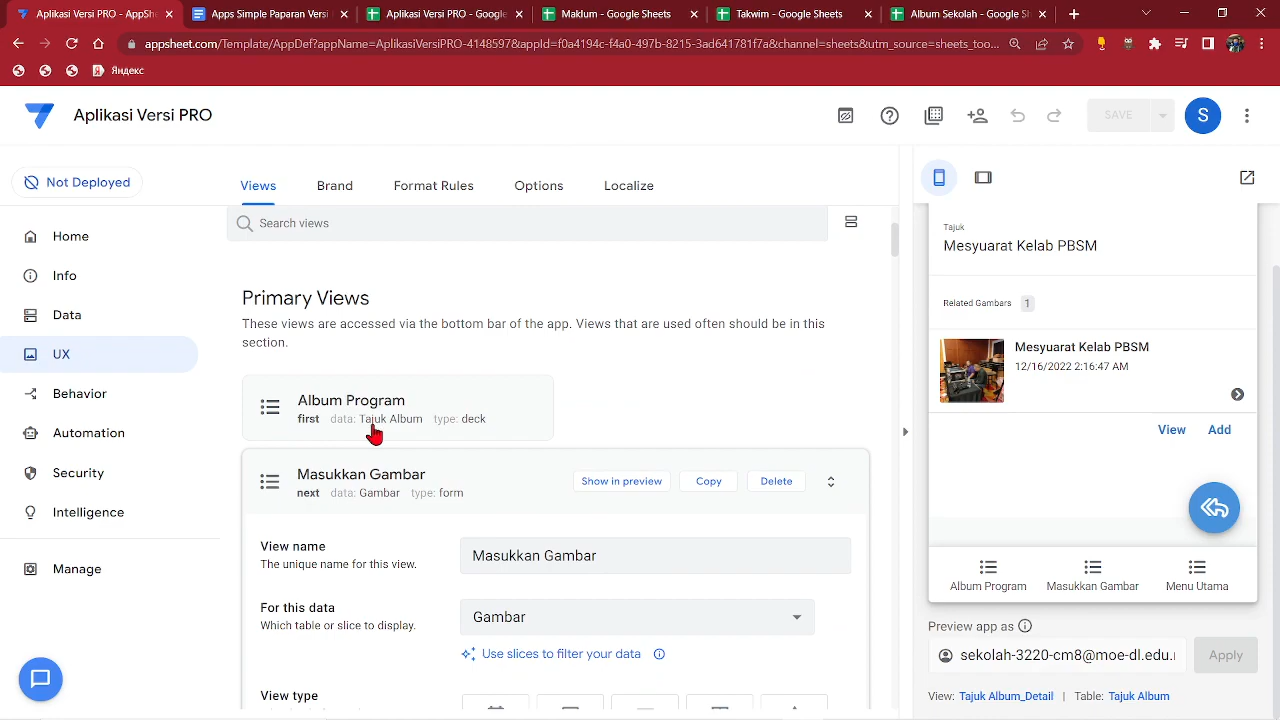 Aplikasi Versi PRO - AppShe
Apps Simple Paparan Versi
Aplikasi Versi PRO - Google
Maklum - Google Sheets
Takwim - Google Sheets
Album Sekolah - Google Sh
appsheet.com/Template/AppDef?appName=AplikasiVersiPRO-4148597&appId=f0a4194c-f4a0-497b-8215-3ad641781f7a&channel=sheets&utm_source=sheets_too...
Яндекс
Aplikasi Versi PRO
SAVE
S
Not Deployed
Home
Info
Data
UX
Behavior
Automation
Security
Intelligence
Manage
Views Brand Format Rules Options Localize
Search views
Primary Views
These views are accessed via the bottom bar of the app. Views that are used often should be in this
section.
Album Program
first data: Tajuk Album type: deck
Masukkan Gambar
next data: Gambar type: form
Show in preview Copy Delete
View name
The unique name for this view.
Masukkan Gambar
For this data
Which table or slice to display.
Gambar
Use slices to filter your data
View type
Tajuk
Mesyuarat Kelab PBSM
Related Gambars 1
Mesyuarat Kelab PBSM
12/16/2022 2:16:47 AM
View Add
Album Program Masukkan Gambar Menu Utama
Preview app as
sekolah-3220-cm8@moe-dl.edu.
Apply
View: Tajuk Album_Detail | Table: Tajuk Album